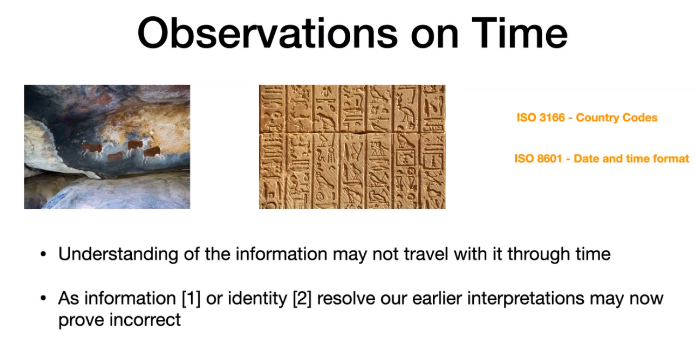 Observations on Time
ISO 3166 - Country Codes
ISO 8601 - Date and time format
• Understanding of the information may not travel with it through time
• As information [1] or identity [2] resolve our earlier interpretations may now
prove incorrect